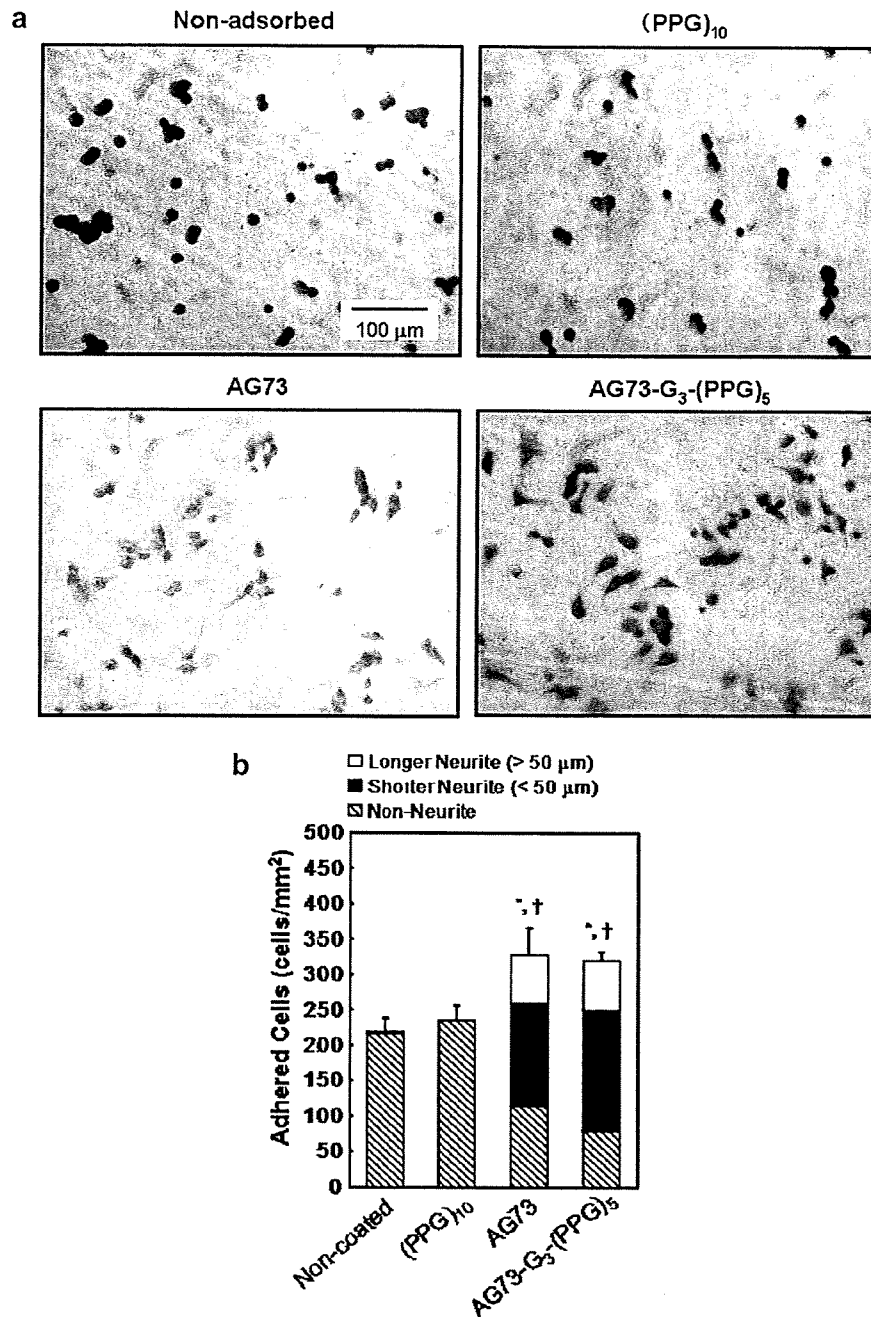 a
Non-adsorbed
(PPG)₁₀
100 µm
AG73
AG73-G₃-(PPG)₅
b
Longer Neurite (> 50 µm)
Shorter Neurite (< 50 µm)
Non-Neurite
Adhered Cells (cells/mm²)
500
450
400
350
300
250
200
150
100
50
0
*,†
*,†
Non-coated
(PPG)₁₀
AG73
AG73-G₃-(PPG)₅